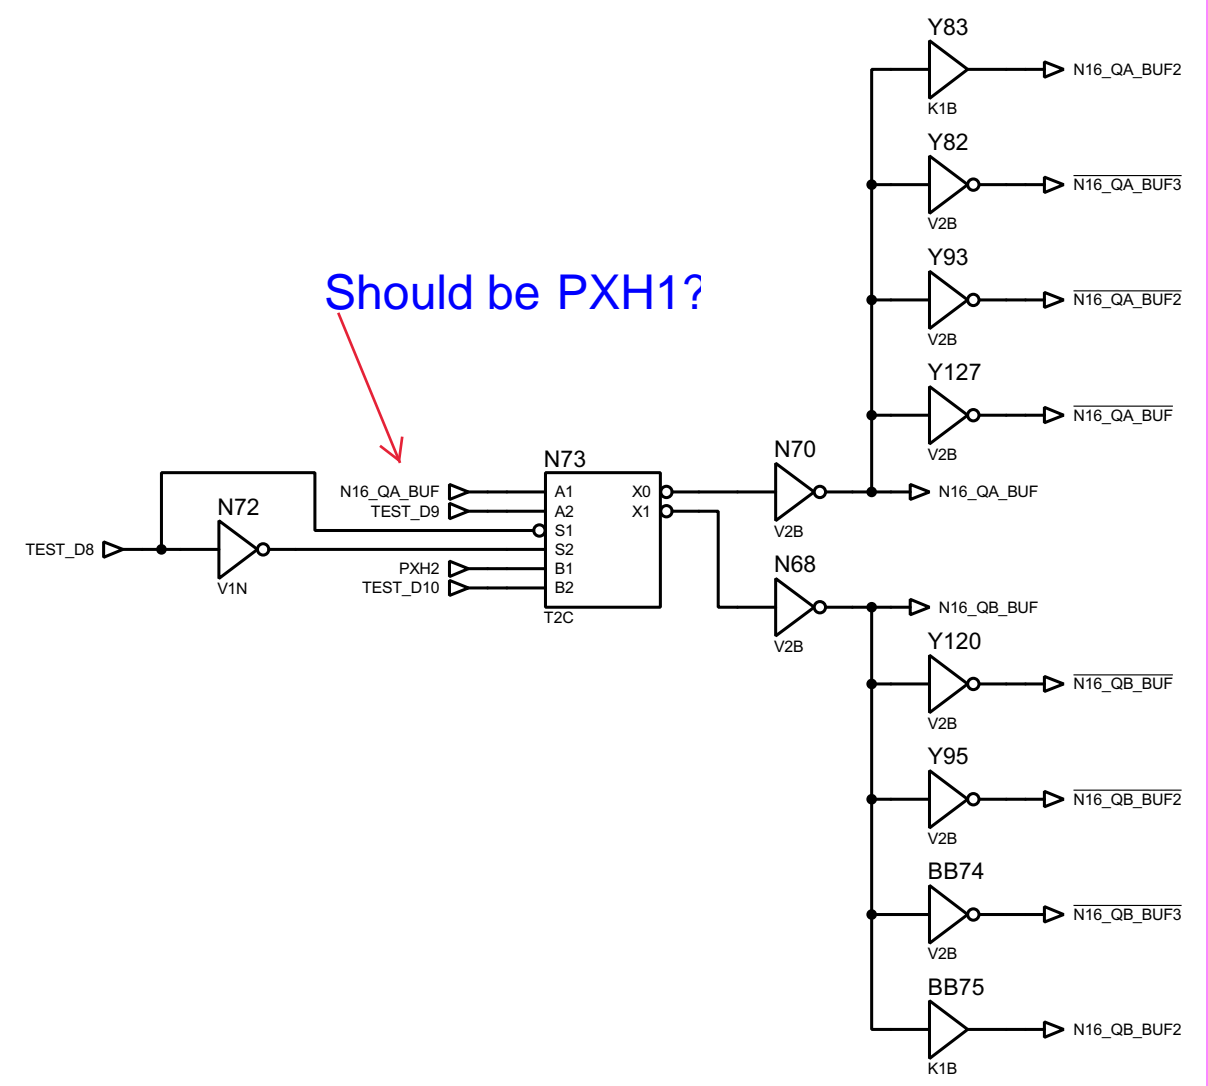 Y83
N16_QA_BUF2
K1B
Y82
N16_QA_BUF3
V2B
Y93
N16_QA_BUF2
V2B
Should be PXH1?
Y127
N16_QA_BUF
V2B
N73
N70
N16_QA_BUF
A1
X0
N16_QA_BUF
TEST_D9
A2
X1
V2B
N72
S1
TEST_D8
S2
V1N
PXH2
B1
TEST_D10
B2
T2C
N68
N16_QB_BUF
V2B
Y120
N16_QB_BUF
V2B
Y95
N16_QB_BUF2
V2B
BB74
N16_QB_BUF3
V2B
BB75
N16_QB_BUF2
K1B